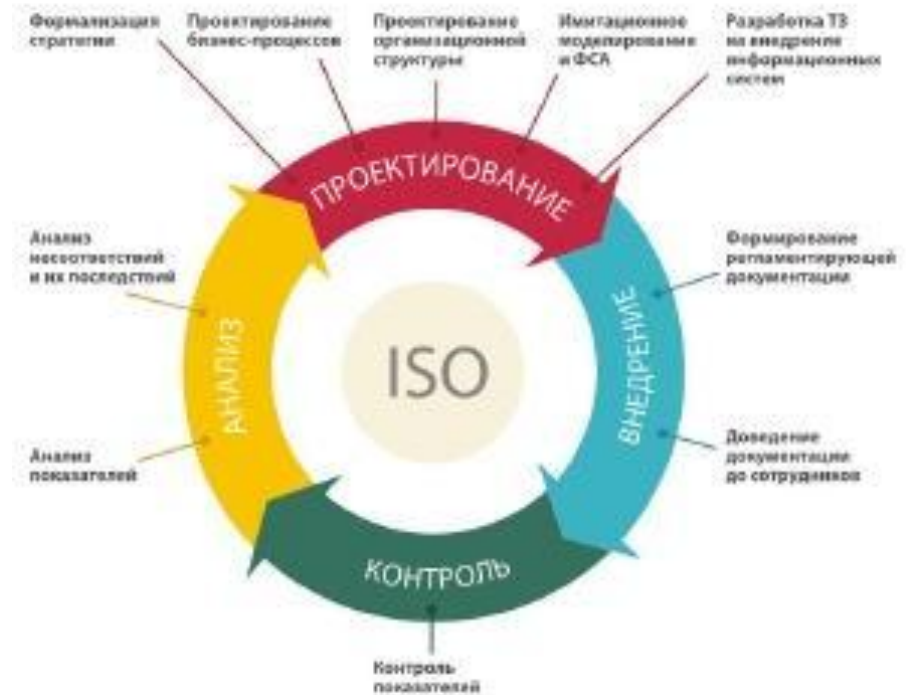 Формализация
стратегии
Проектирование
бизнес-процессов
Проектирование
организационной
структуры
Имитационное
моделирование
и ФСА
Разработка ТЗ
на внедрение
информационных
систем
ПРОЕКТИРОВАНИЕ
Анализ
несоответствий
и их последствий
Формирование
регламентирующей
документации
АНАЛИЗ
ISO
ВНЕДРЕНИЕ
Анализ
показателей
Доведение
документации
до сотрудников
КОНТРОЛЬ
Контроль
показателей